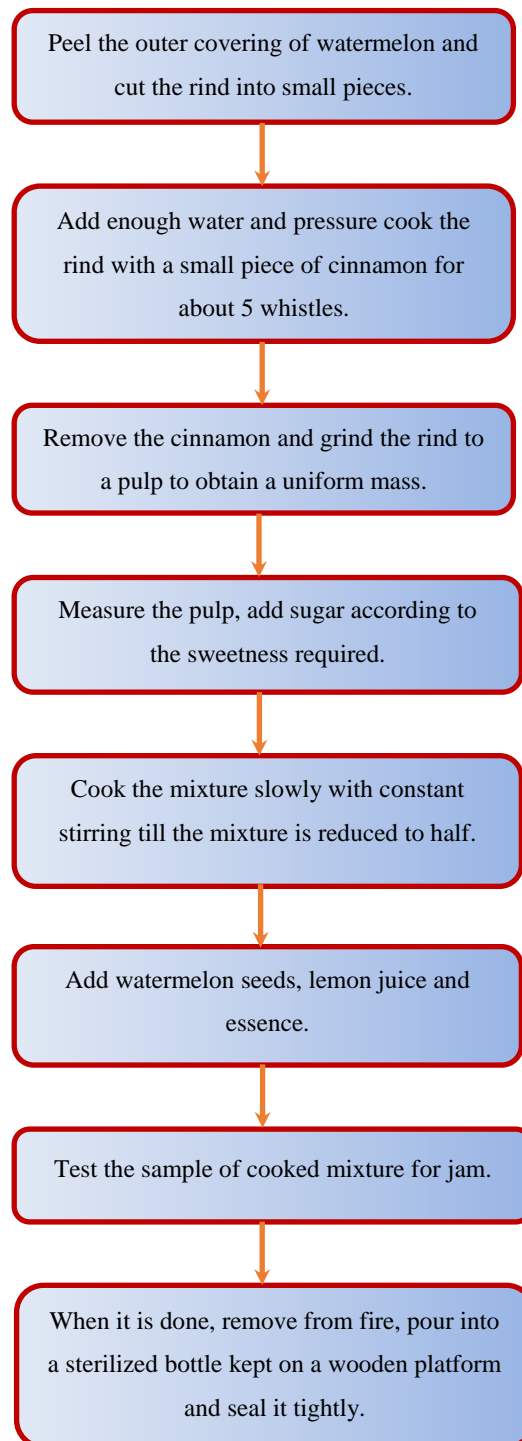 Peel the outer covering of watermelon and
cut the rind into small pieces.
Add enough water and pressure cook the
rind with a small piece of cinnamon for
about 5 whistles.
Remove the cinnamon and grind the rind to
a pulp to obtain a uniform mass.
Measure the pulp, add sugar according to
the sweetness required.
Cook the mixture slowly with constant
stirring till the mixture is reduced to half.
Add watermelon seeds, lemon juice and
essence.
Test the sample of cooked mixture for jam.
When it is done, remove from fire, pour into
a sterilized bottle kept on a wooden platform
and seal it tightly.